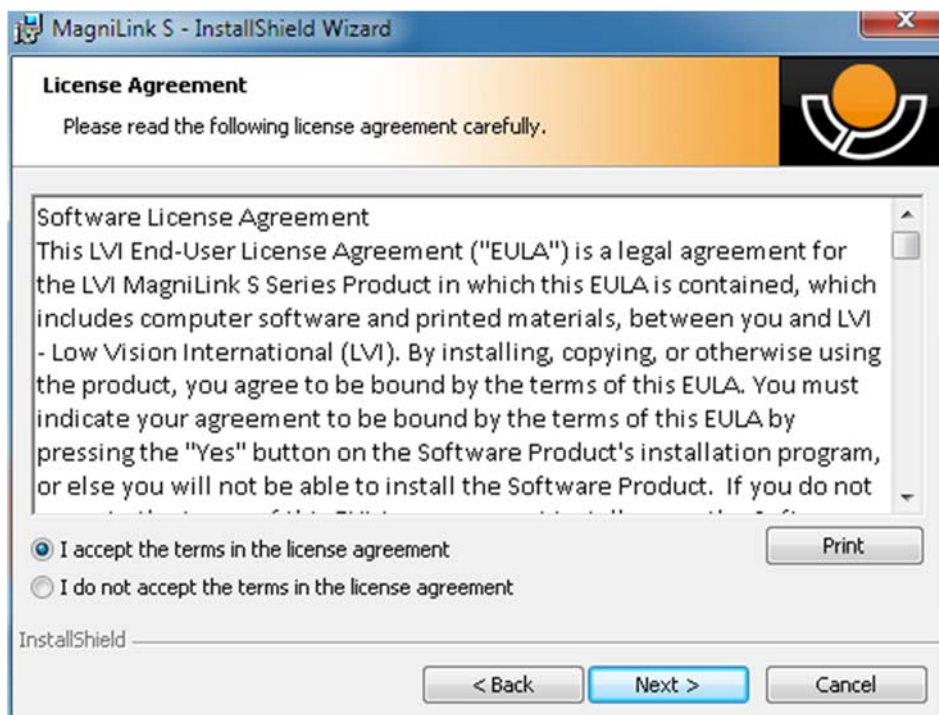 MagniLink S - InstallShield Wizard
License Agreement
Please read the following license agreement carefully.
Software License Agreement
This LVI End-User License Agreement ("EULA") is a legal agreement for
the LVI MagniLink S Series Product in which this EULA is contained, which
includes computer software and printed materials, between you and LVI
- Low Vision International (LVI). By installing, copying, or otherwise using
the product, you agree to be bound by the terms of this EULA. You must
indicate your agreement to be bound by the terms of this EULA by
pressing the "Yes" button on the Software Product's installation program,
or else you will not be able to install the Software Product.  If you do not
I accept the terms in the license agreement
Print
I do not accept the terms in the license agreement
InstallShield
< Back
Next >
Cancel